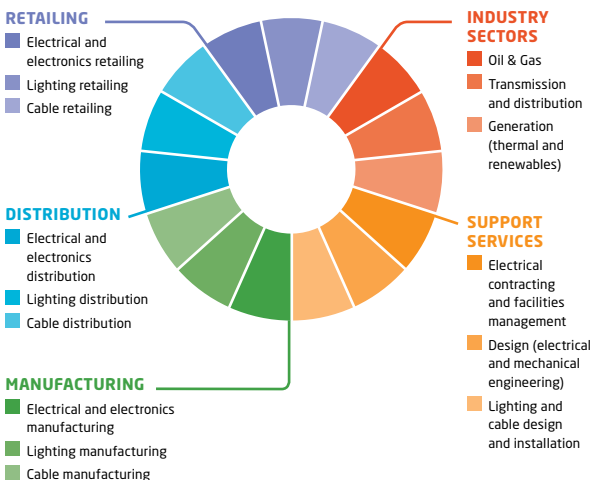 RETAILING
Electrical and
electronics retailing
Lighting retailing
Cable retailing
DISTRIBUTION
Electrical and
electronics
distribution
Lighting distribution
Cable distribution
MANUFACTURING
Electrical and electronics
manufacturing
Lighting manufacturing
Cable manufacturing
INDUSTRY
SECTORS
Oil & Gas
Transmission
and distribution
Generation
(thermal and
renewables)
SUPPORT
SERVICES
Electrical
contracting
and facilities
management
Design (electrical
and mechanical
engineering)
Lighting and
cable design
and installation